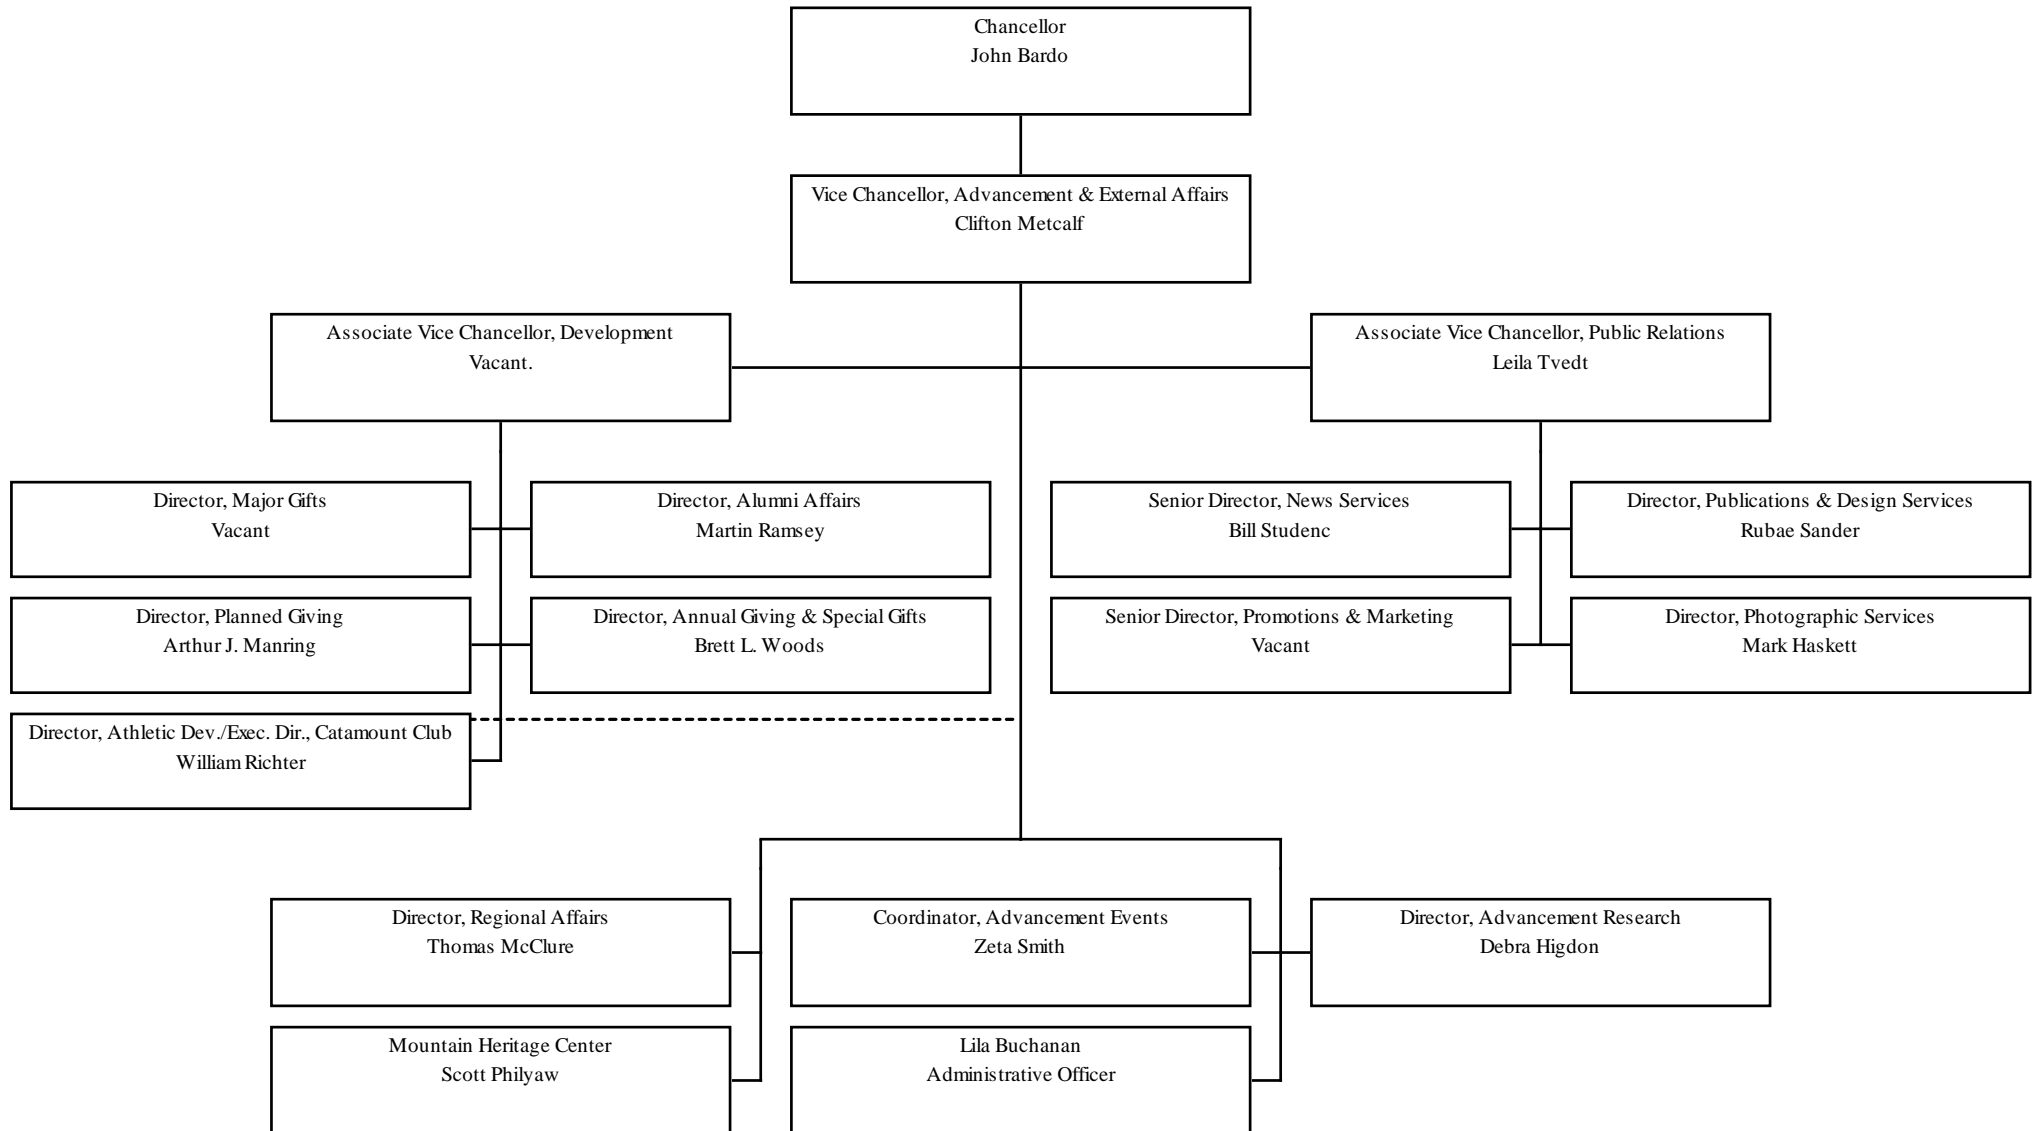 Chancellor
John Bardo
Vice Chancellor, Advancement & External Affairs
Clifton Metcalf
Associate Vice Chancellor, Development
Vacant.
Associate Vice Chancellor, Public Relations
Leila Tvedt
Director, Major Gifts
Vacant
Director, Alumni Affairs
Martin Ramsey
Senior Director, News Services
Bill Studenc
Director, Publications & Design Services
Rubae Sander
Director, Planned Giving
Arthur J. Manring
Director, Annual Giving & Special Gifts
Brett L. Woods
Senior Director, Promotions & Marketing
Vacant
Director, Photographic Services
Mark Haskett
Director, Athletic Dev./Exec. Dir., Catamount Club
William Richter
Director, Regional Affairs
Thomas McClure
Coordinator, Advancement Events
Zeta Smith
Director, Advancement Research
Debra Higdon
Mountain Heritage Center
Scott Philyaw
Lila Buchanan
Administrative Officer